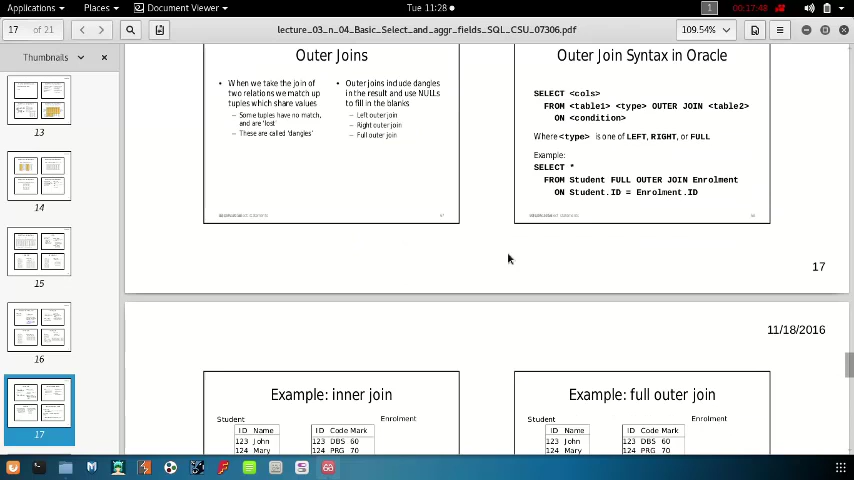 Applications
Places
Document Viewer
Tue 11:28
1
00:17:48
17
of 21
lecture_03_n_04_Basic_Select_and_aggr_fields_SQL_CSU_07306.pdf
109.54%
Thumbnails
13
14
15
16
17
Outer Joins
• When we take the join of
two relations we match up
tuples which share values
– Some tuples have no match,
and are 'lost'
– These are called 'dangles'
• Outer joins include dangles
in the result and use NULLs
to fill in the blanks
– Left outer join
– Right outer join
– Full outer join
Outer Join Syntax in Oracle
SELECT <cols>
FROM <table1> <type> OUTER JOIN <table2>
ON <condition>
Where <type> is one of LEFT, RIGHT, or FULL
Example:
SELECT *
FROM Student FULL OUTER JOIN Enrolment
ON Student.ID = Enrolment.ID
17
11/18/2016
Example: inner join
Student
Enrolment
ID Name
123 John
124 Mary
ID Code Mark
123 DBS 60
124 PRG 70
Example: full outer join
Student
Enrolment
ID Name
123 John
124 Mary
ID Code Mark
123 DBS 60
124 PRG 70